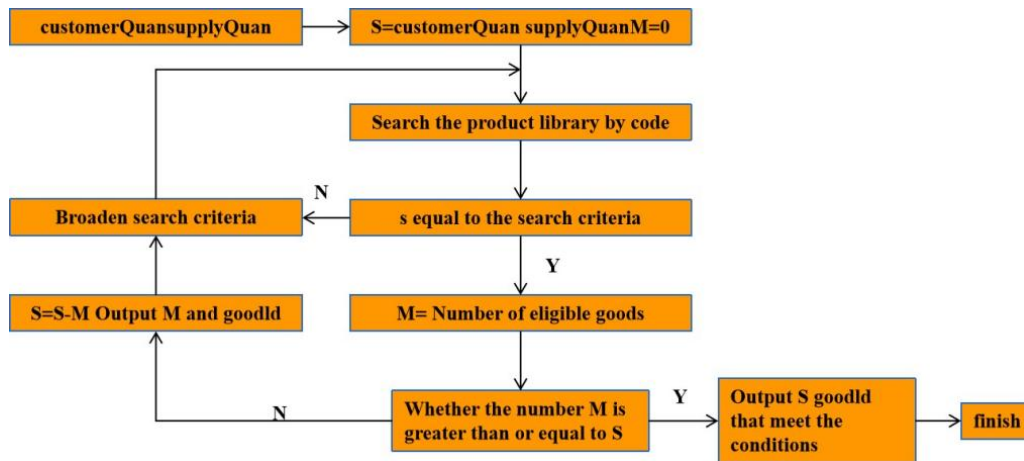 customerQuansupplyQuan
S=customerQuan supplyQuanM=0
Search the product library by code
N
Broaden search criteria
s equal to the search criteria
Y
S=S-M Output M and goodld
M= Number of eligible goods
N
Whether the number M is
greater than or equal to S
Y
Output S goodld
that meet the
conditions
finish